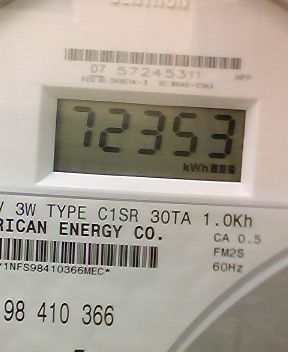 07 57245311
72353
kWh
V 3W TYPE C1SR 30TA 1.0Kh
RICAN ENERGY CO.
CA 0.5
FM2S
60Hz
Y1NFS98410366MEC*
98 410 366